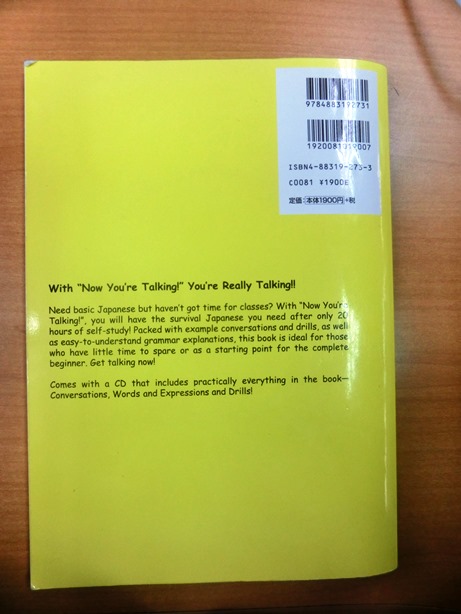 9784883192731
1920081019007
ISBN4-88319-273-3
C0081 ¥1900E
定価:本体1900円+税
With “Now You’re Talking!” You’re Really Talking!!
Need basic Japanese but haven’t got time for classes? With “Now You’re
Talking!”, you will have the survival Japanese you need after only 20
hours of self-study! Packed with example conversations and drills, as well
as easy-to-understand grammar explanations, this book is ideal for those
who have little time to spare or as a starting point for the complete
beginner. Get talking now!
Comes with a CD that includes practically everything in the book—
Conversations, Words and Expressions and Drills!